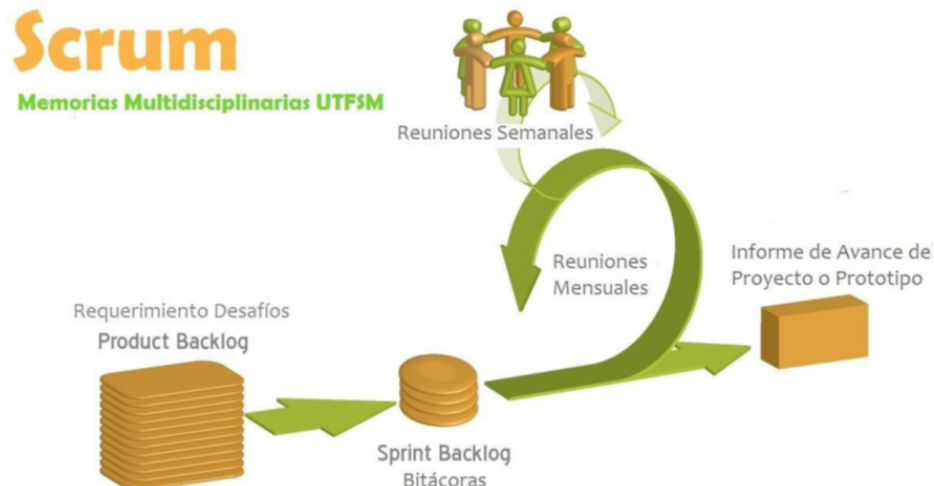 Scrum
Memorias Multidisciplinarias UTFSM
Reuniones Semanales
Reuniones
Mensuales
Informe de Avance de
Proyecto o Prototipo
Requerimiento Desafíos
Product Backlog
Sprint Backlog
Bitácoras